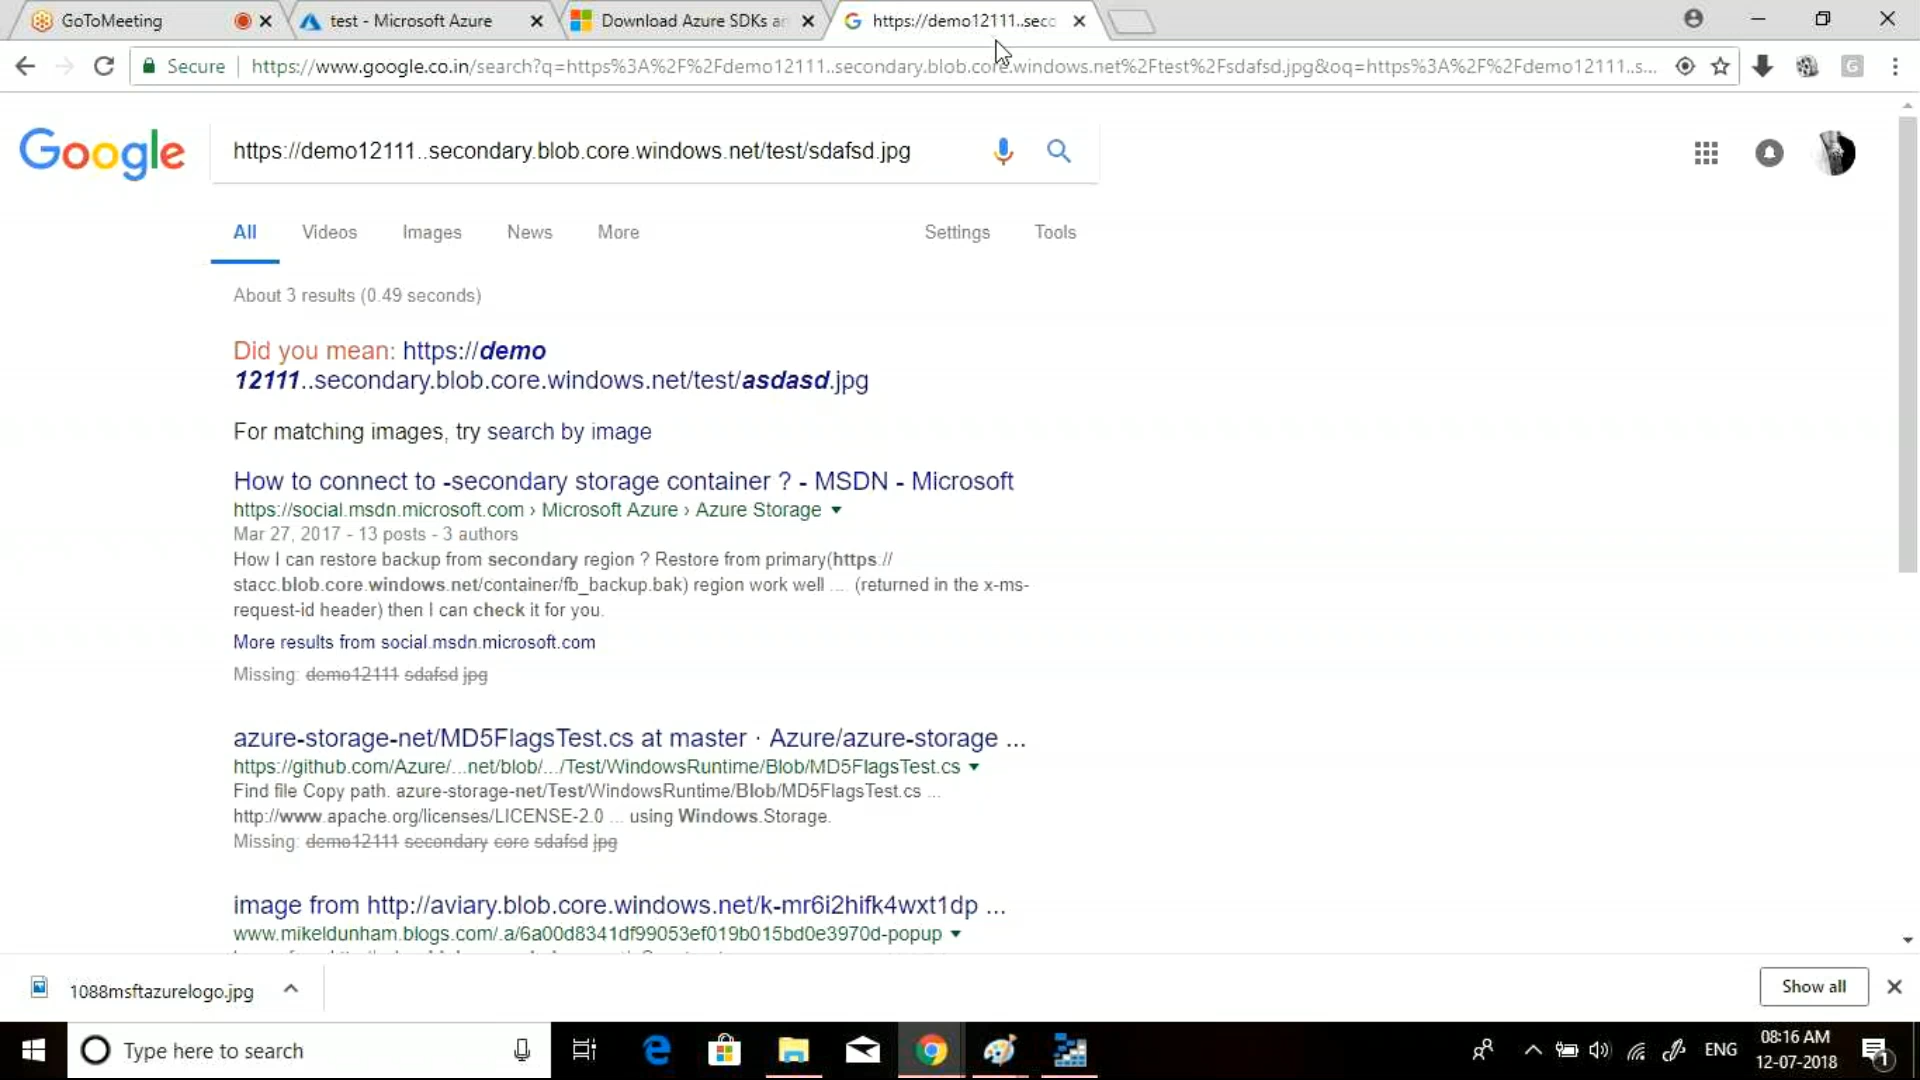 GoToMeeting
test - Microsoft Azure
Download Azure SDKs an
https://demo12111..seco
Secure
https://www.google.co.in/search?q=https%3A%2F%2Fdemo12111..secondary.blob.core.windows.net%2Ftest%2Fsdafsd.jpg&oq=https%3A%2F%2Fdemo12111..s...
G
Google
https://demo12111..secondary.blob.core.windows.net/test/sdafsd.jpg
All Videos Images News More Settings Tools
About 3 results (0.49 seconds)
Did you mean: https://demo
12111..secondary.blob.core.windows.net/test/asdasd.jpg
For matching images, try search by image
How to connect to -secondary storage container ? - MSDN - Microsoft
https://social.msdn.microsoft.com › Microsoft Azure › Azure Storage
Mar 27, 2017 - 13 posts - 3 authors
How I can restore backup from secondary region ? Restore from primary(https://
stacc.blob.core.windows.net/container/fb_backup.bak) region work well .... (returned in the x-ms-
request-id header) then I can check it for you.
More results from social.msdn.microsoft.com
Missing: demo12111 sdafsd jpg
azure-storage-net/MD5FlagsTest.cs at master · Azure/azure-storage ...
https://github.com/Azure/...net/blob/.../Test/WindowsRuntime/Blob/MD5FlagsTest.cs
Find file Copy path. azure-storage-net/Test/WindowsRuntime/Blob/MD5FlagsTest.cs ...
http://www.apache.org/licenses/LICENSE-2.0 ... using Windows.Storage.
Missing: demo12111 secondary core sdafsd jpg
image from http://aviary.blob.core.windows.net/k-mr6i2hifk4wxt1dp ...
www.mikeldunham.blogs.com/.a/6a00d8341df99053ef019b015bd0e3970d-popup
1088msftazurelogo.jpg
Show all
Type here to search
ENG
08:16 AM
12-07-2018
1